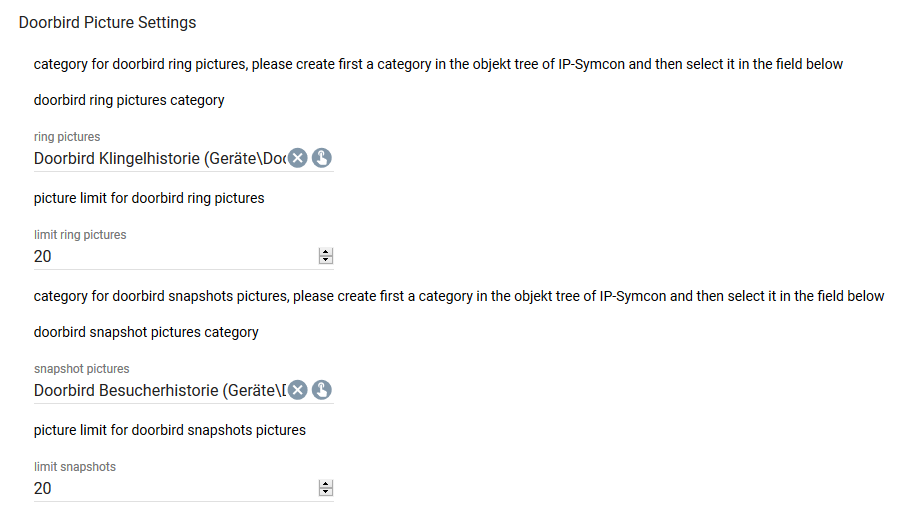 Doorbird Picture Settings
category for doorbird ring pictures, please create first a category in the objekt tree of IP-Symcon and then select it in the field below
doorbird ring pictures category
ring pictures
Doorbird Klingelhistorie (Geräte\Doo
picture limit for doorbird ring pictures
limit ring pictures
20
category for doorbird snapshots pictures, please create first a category in the objekt tree of IP-Symcon and then select it in the field below
doorbird snapshot pictures category
snapshot pictures
Doorbird Besucherhistorie (Geräte\D
picture limit for doorbird snapshots pictures
limit snapshots
20